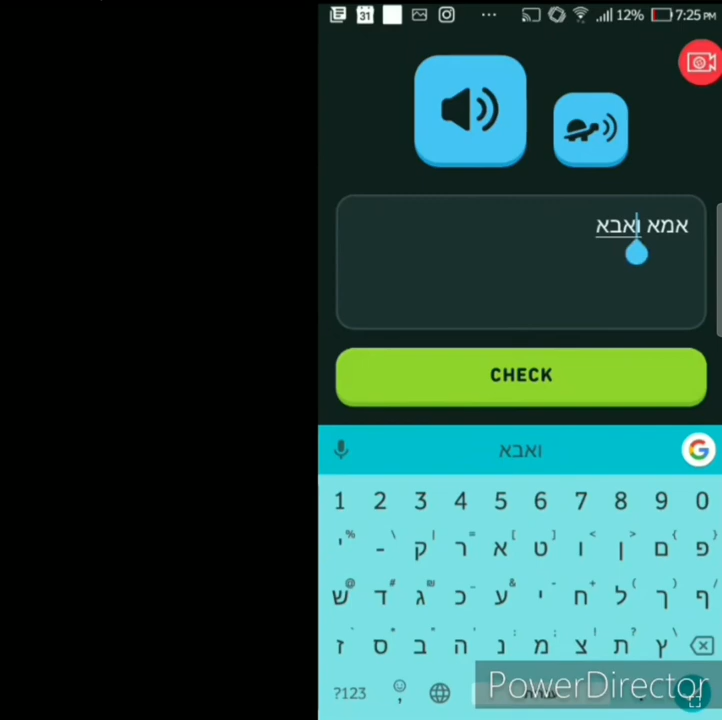 31 ... 12% 7:25 PM
אמא ואבא
CHECK
ואבא
1 2 3 4 5 6 7 8 9 0
' - ק ר א ט ו ן ם פ
ש ד ג כ ע י ח ל ך ף
ז ס ב ה נ מ צ ת ץ
?123
PowerDirector